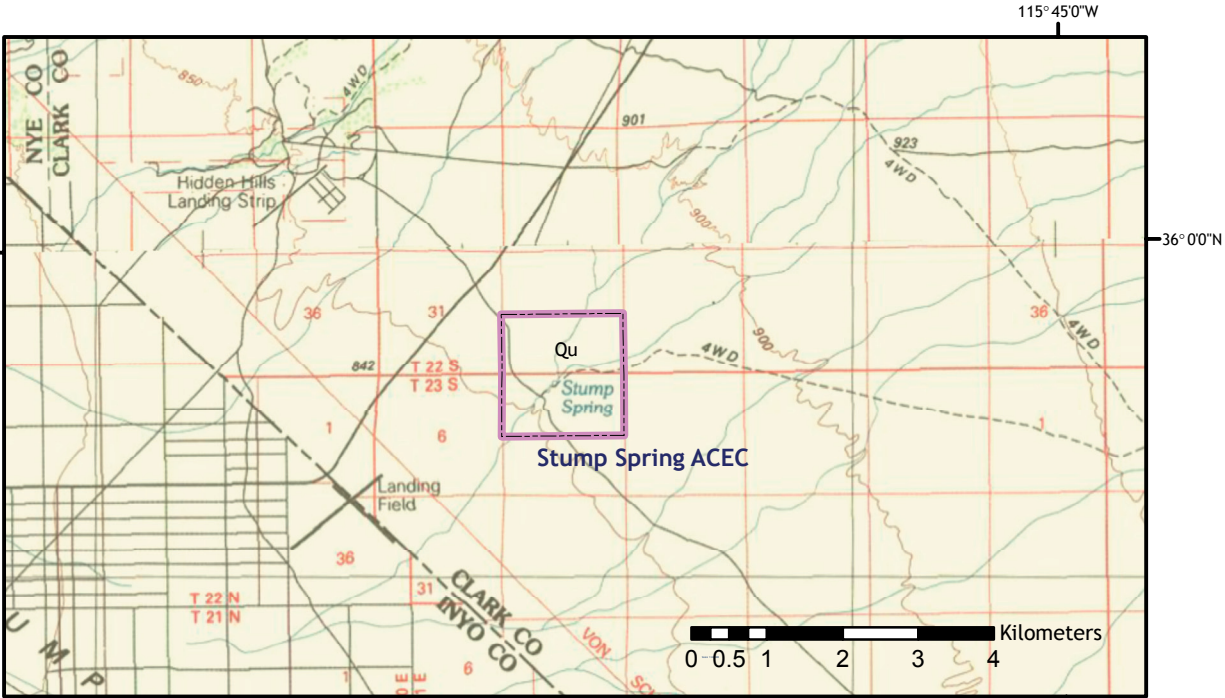 115°45'0"W
36°0'0"N
NYE CO
CLARK CO
850
4WD
901
923
4WD
Hidden Hills
Landing Strip
900
36
31
36
Qu
4WD
900
4WD
842
T 22 S
T 23 S
Stump
Spring
1
6
1
Stump Spring ACEC
Landing
Field
36
31
CLARK CO
INYO CO
T 22 N
T 21 N
U M P
VON
6
1
Kilometers
0 0.5 1 2 3 4